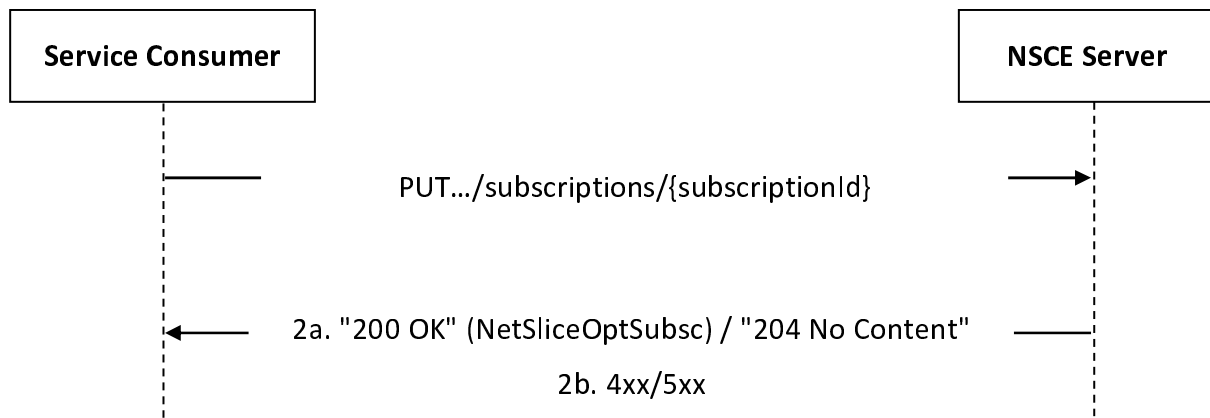 Service Consumer
NSCE Server
PUT.../subscriptions/{subscriptionId}
2a. "200 OK" (NetSliceOptSubsc) / "204 No Content"
2b. 4xx/5xx